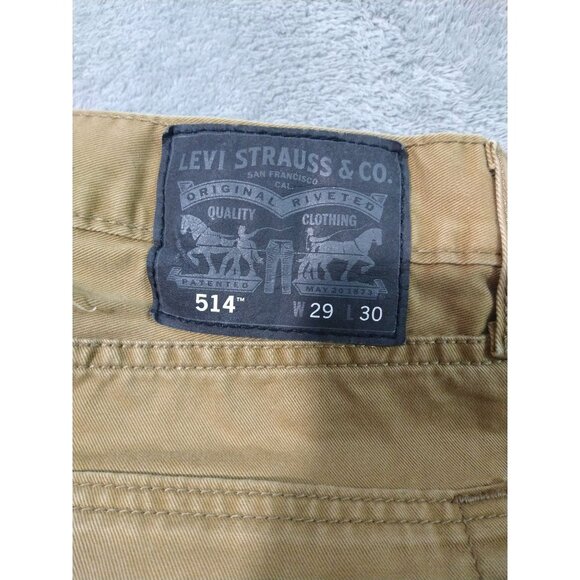 LEVI STRAUSS & CO.
SAN FRANCISCO
CAL.
ORIGINAL RIVETED
QUALITY CLOTHING
PATENTED MAY 20 1873
514™ W 29 L 30